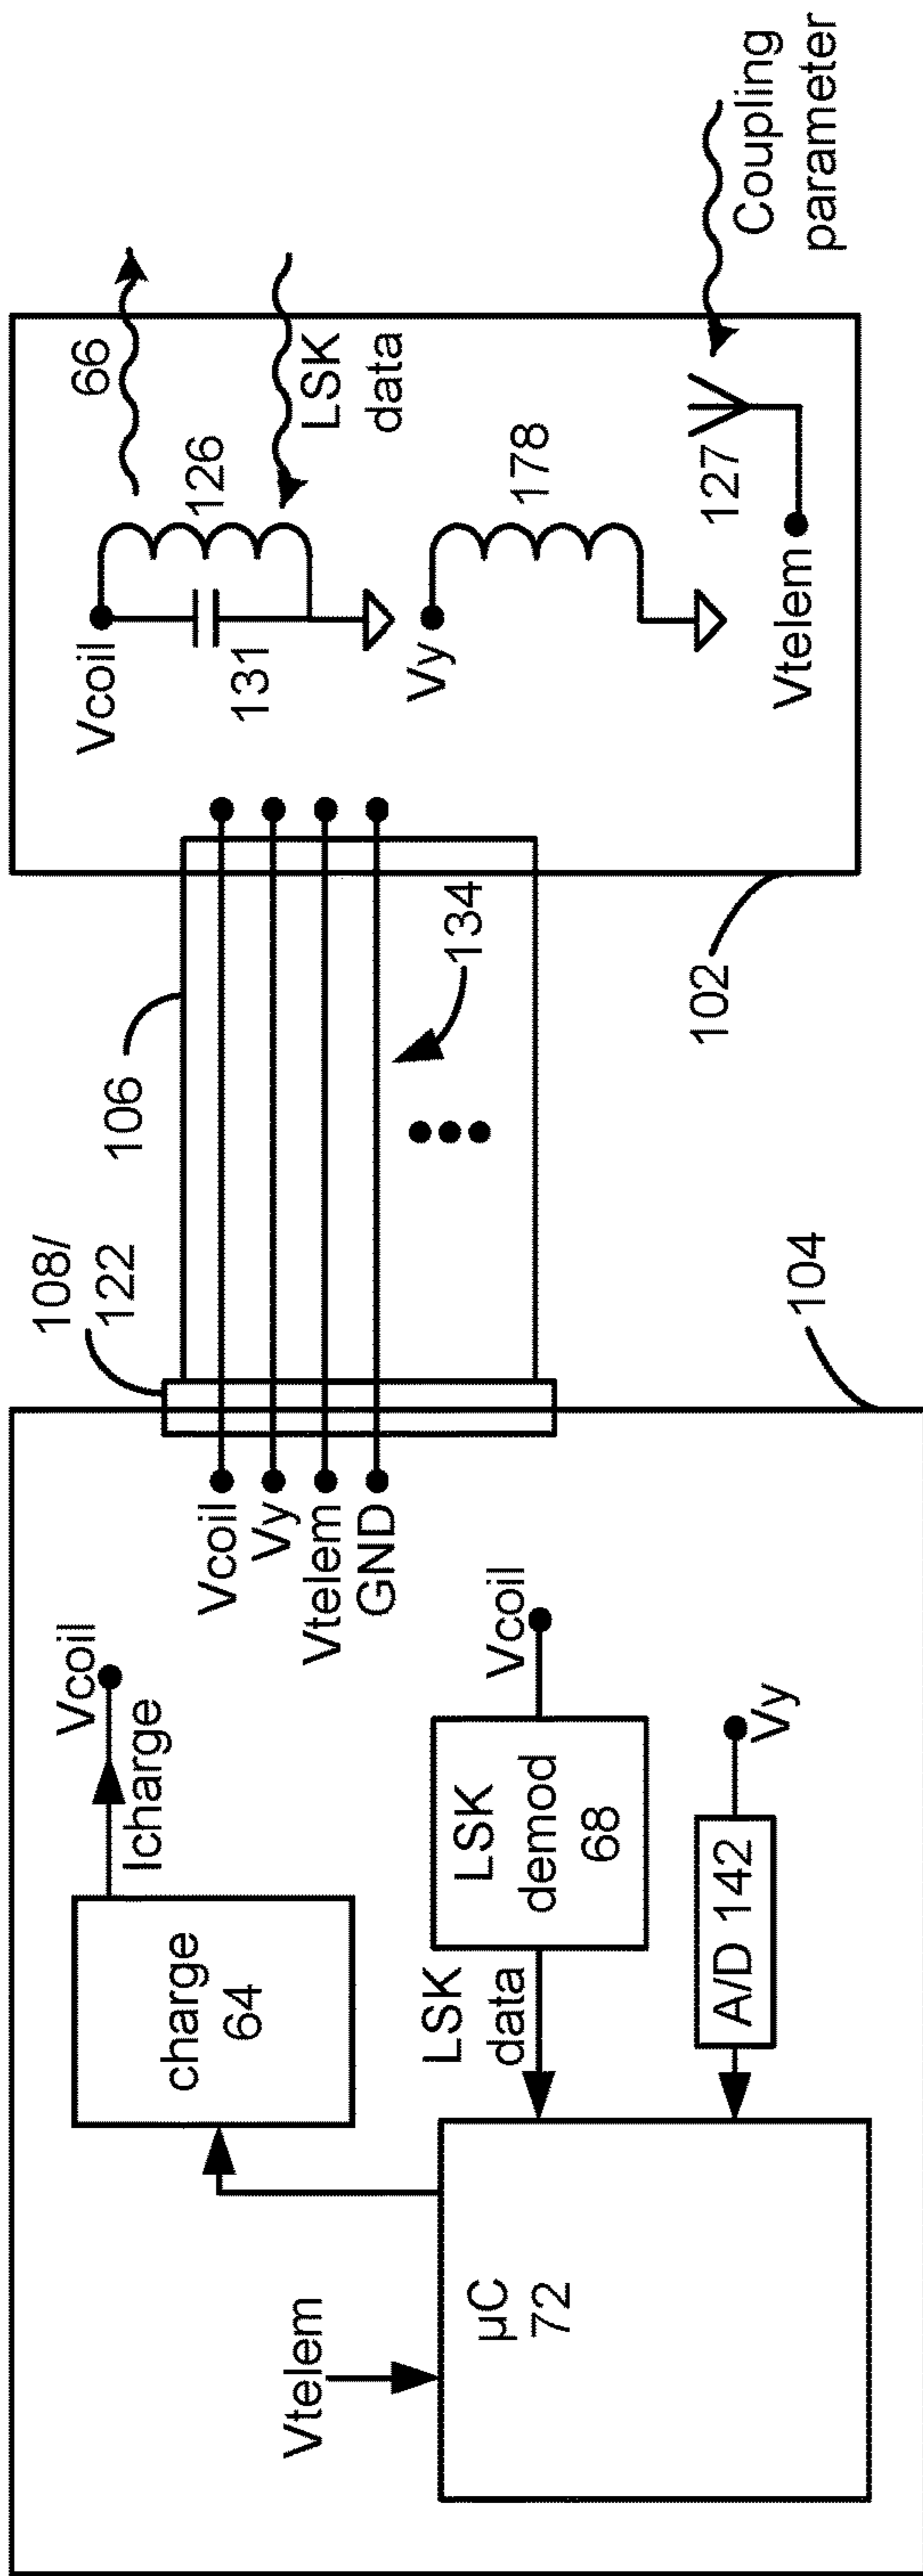 Vtelem
µC
72
charge
64
Icharge
Vcoil
LSK
data
LSK
demod
68
Vcoil
A/D 142
Vy
Vcoil
Vy
Vtelem
GND
104
108/
122
106
134
102
Vcoil
131
126
66
LSK
data
Vy
178
127
Vtelem
Coupling
parameter